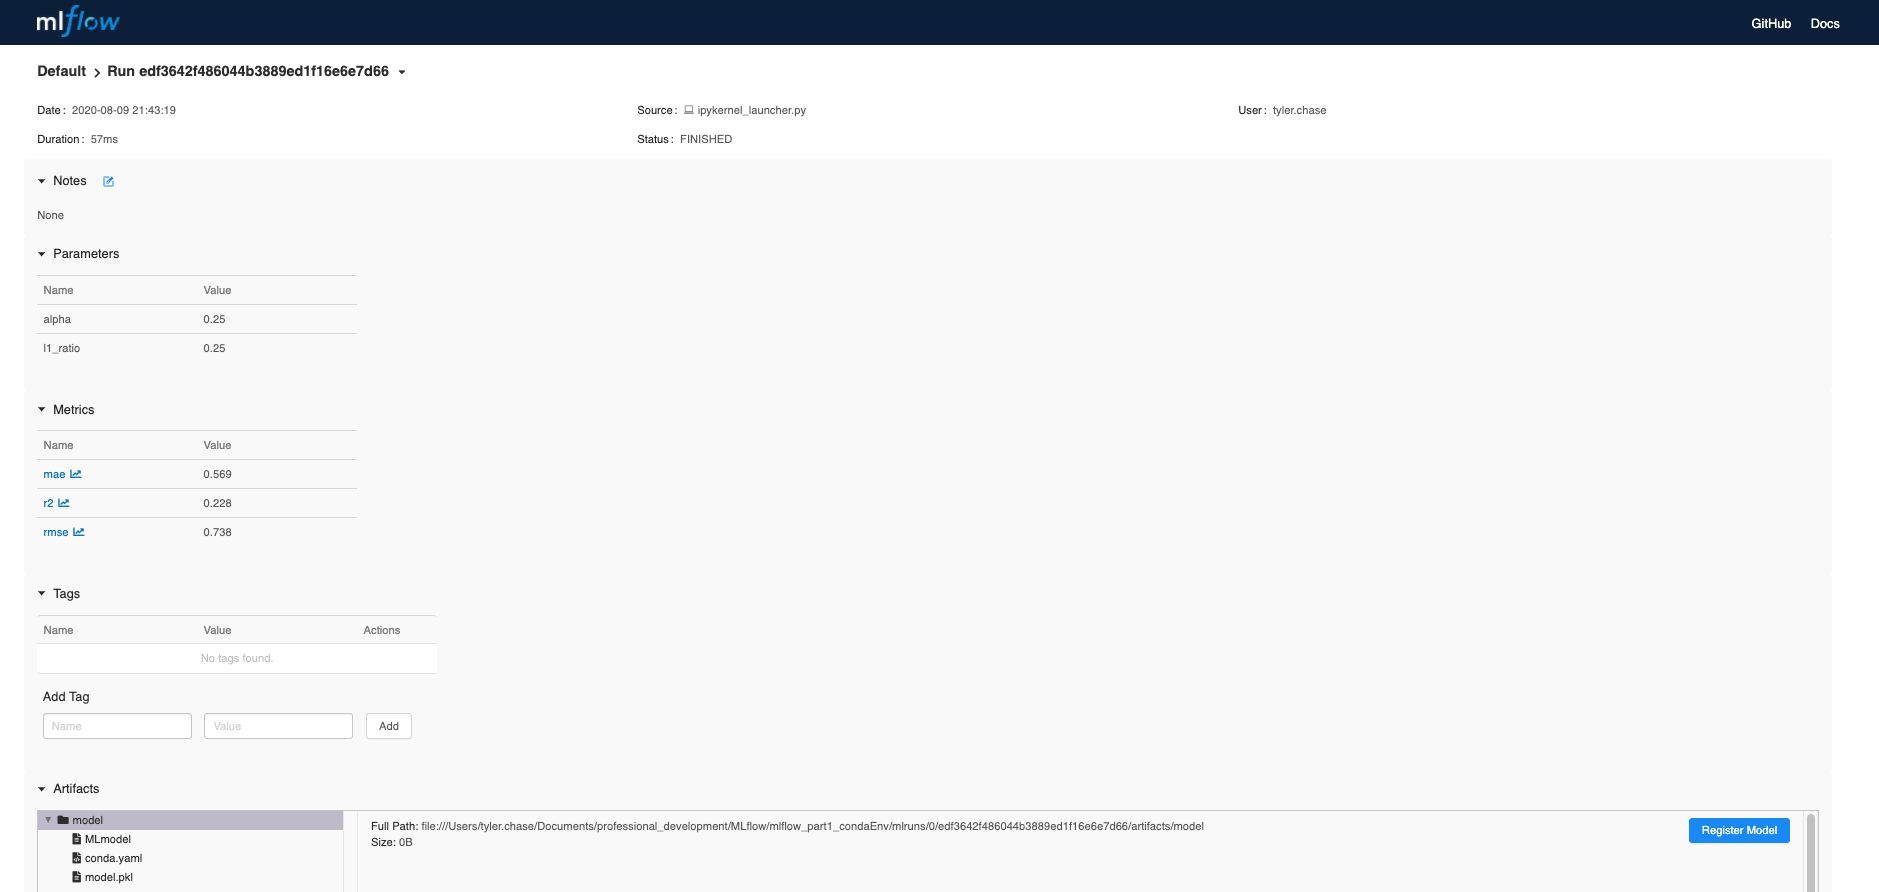 mlflow
GitHub Docs
Default > Run edf3642f486044b3889ed1f16e6e7d66
Date : 2020-08-09 21:43:19 Source : ipykernel_launcher.py User : tyler.chase
Duration : 57ms Status : FINISHED
Notes
None
Parameters
Name Value
alpha 0.25
l1_ratio 0.25
Metrics
Name Value
mae 0.569
r2 0.228
rmse 0.738
Tags
Name Value Actions
No tags found.
Add Tag
Name Value Add
Artifacts
model
MLmodel
conda.yaml
model.pkl
Full Path: file:///Users/tyler.chase/Documents/professional_development/MLflow/mlflow_part1_condaEnv/mlruns/0/edf3642f486044b3889ed1f16e6e7d66/artifacts/model
Size: 0B
Register Model